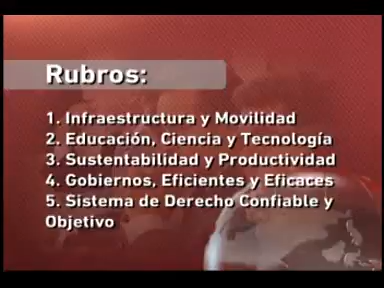 Rubros:
1. Infraestructura y Movilidad
2. Educación, Ciencia y Tecnología
3. Sustentabilidad y Productividad
4. Gobiernos, Eficientes y Eficaces
5. Sistema de Derecho Confiable y
Objetivo